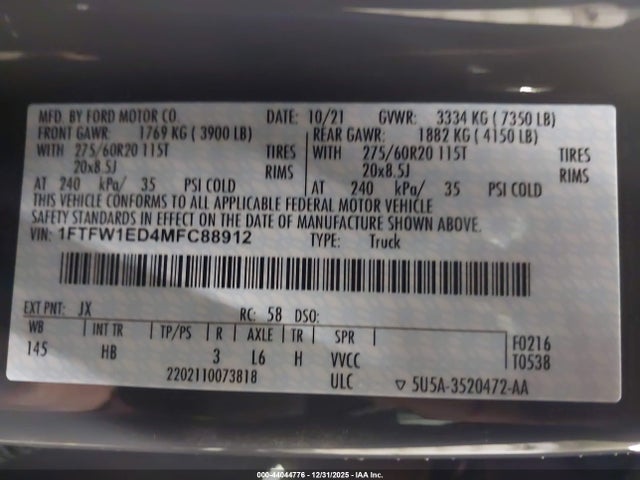 MFD. BY FORD MOTOR CO. DATE: 10/21 GVWR: 3334 KG ( 7350 LB)
FRONT GAWR: 1769 KG ( 3900 LB) REAR GAWR: 1882 KG ( 4150 LB)
WITH 275/60R20 115T TIRES WITH 275/60R20 115T TIRES
20x8.5J RIMS 20x8.5J RIMS
AT 240 kPa/ 35 PSI COLD AT 240 kPa/ 35 PSI COLD
THIS VEHICLE CONFORMS TO ALL APPLICABLE FEDERAL MOTOR VEHICLE
SAFETY STANDARDS IN EFFECT ON THE DATE OF MANUFACTURE SHOWN ABOVE.
VIN: 1FTFW1ED4MFC88912 TYPE: Truck
EXT PNT: JX RC: 58 DSO:
WB INT TR TP/PS R AXLE TR SPR F0216
145 HB 3 L6 H VVCC T0538
2202110073818 ULC ▽ 5U5A-3520472-AA
000-44044776 - 12/31/2025 - IAA Inc.